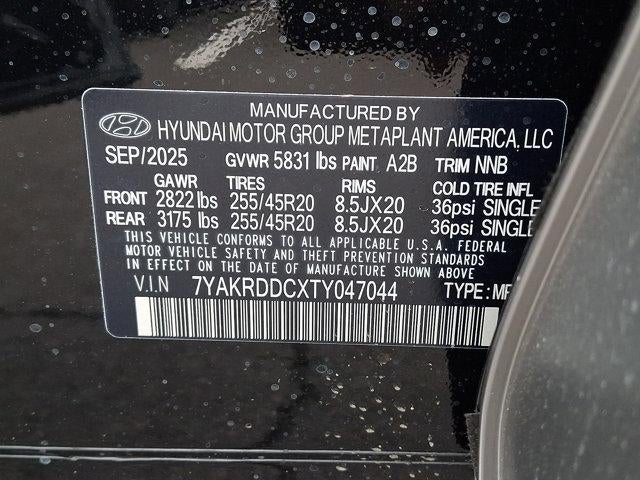 MANUFACTURED BY
HYUNDAI MOTOR GROUP METAPLANT AMERICA, LLC
SEP/2025 GVWR 5831 lbs PAINT A2B TRIM NNB
GAWR TIRES RIMS COLD TIRE INFL
FRONT 2822 lbs 255/45R20 8.5JX20 36psi SINGLE
REAR 3175 lbs 255/45R20 8.5JX20 36psi SINGLE
THIS VEHICLE CONFORMS TO ALL APPLICABLE U.S.A. FEDERAL
MOTOR VEHICLE SAFETY AND THEFT PREVENTION STANDARDS
IN EFFECT ON THE DATE OF MANUFACTURE SHOWN ABOVE
V.I.N 7YAKRDDCXTY047044 TYPE: